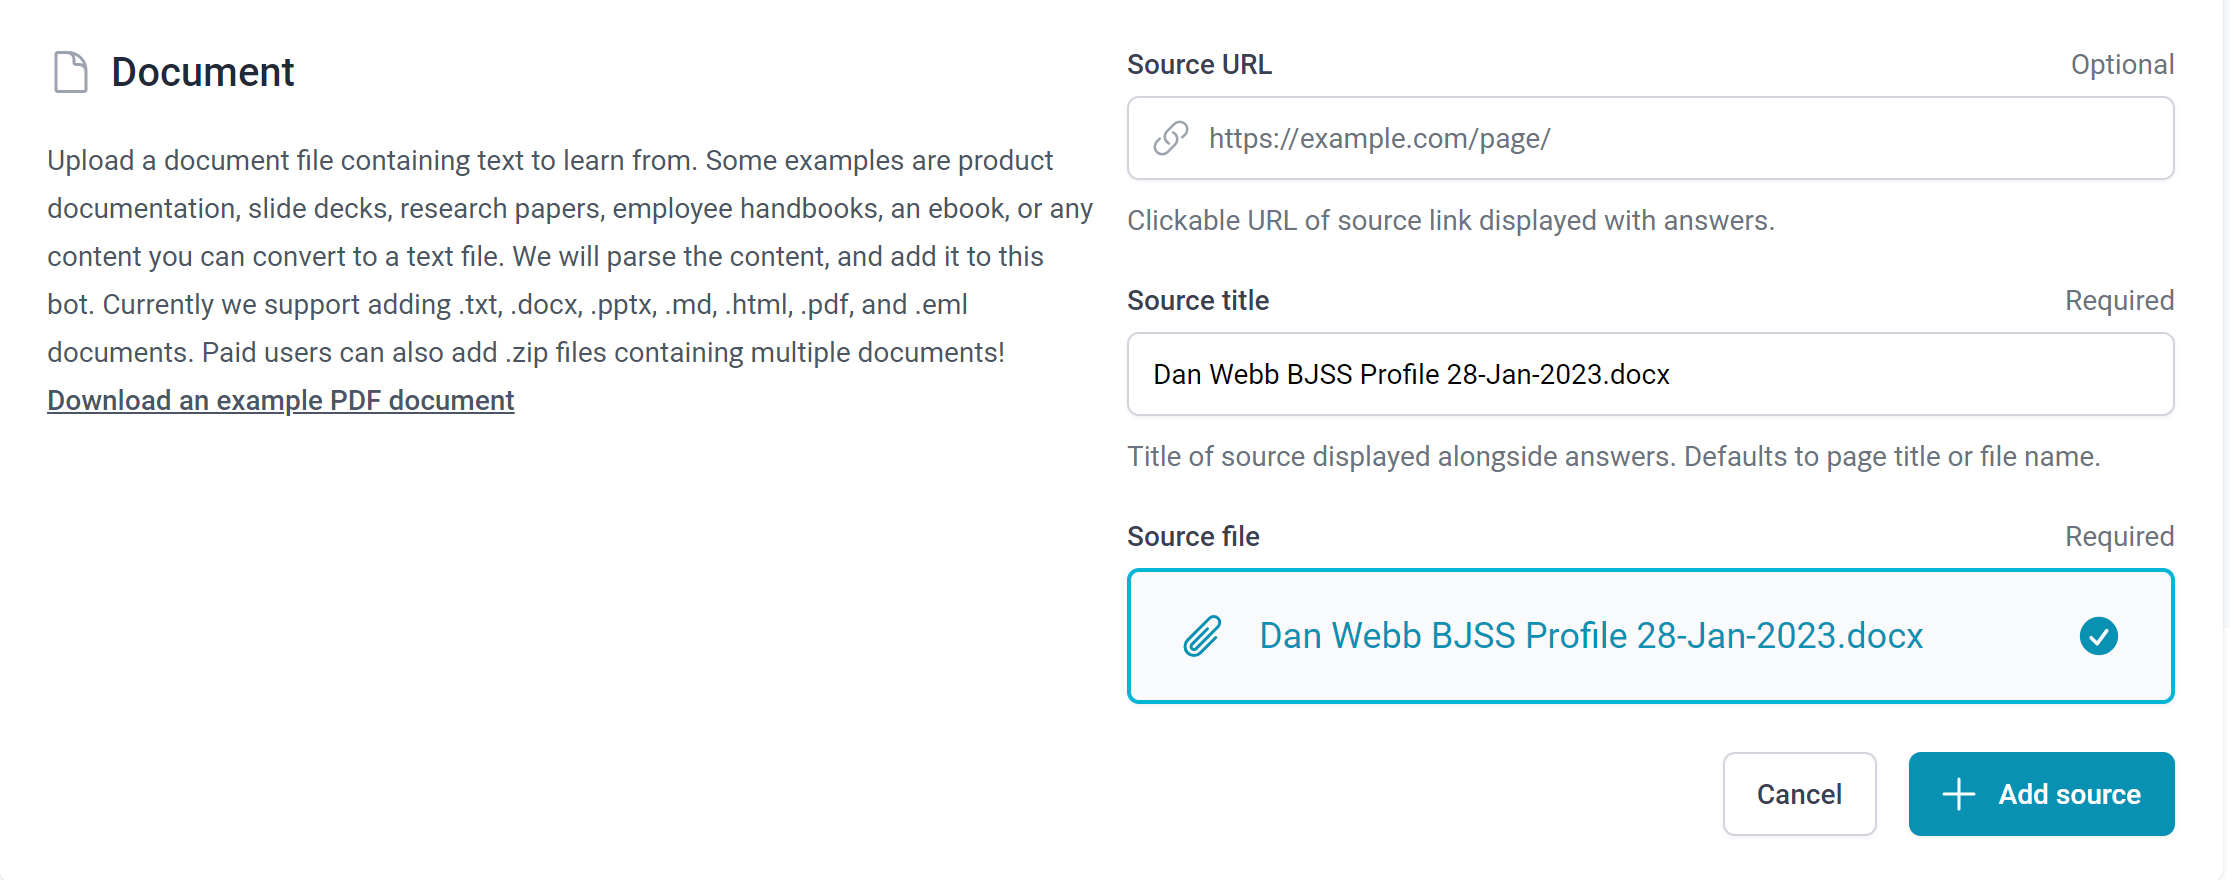 Document
Upload a document file containing text to learn from. Some examples are product
documentation, slide decks, research papers, employee handbooks, an ebook, or any
content you can convert to a text file. We will parse the content, and add it to this
bot. Currently we support adding .txt, .docx, .pptx, .md, .html, .pdf, and .eml
documents. Paid users can also add .zip files containing multiple documents!
Download an example PDF document
Source URL Optional
https://example.com/page/
Clickable URL of source link displayed with answers.
Source title Required
Dan Webb BJSS Profile 28-Jan-2023.docx
Title of source displayed alongside answers. Defaults to page title or file name.
Source file Required
Dan Webb BJSS Profile 28-Jan-2023.docx
Cancel Add source